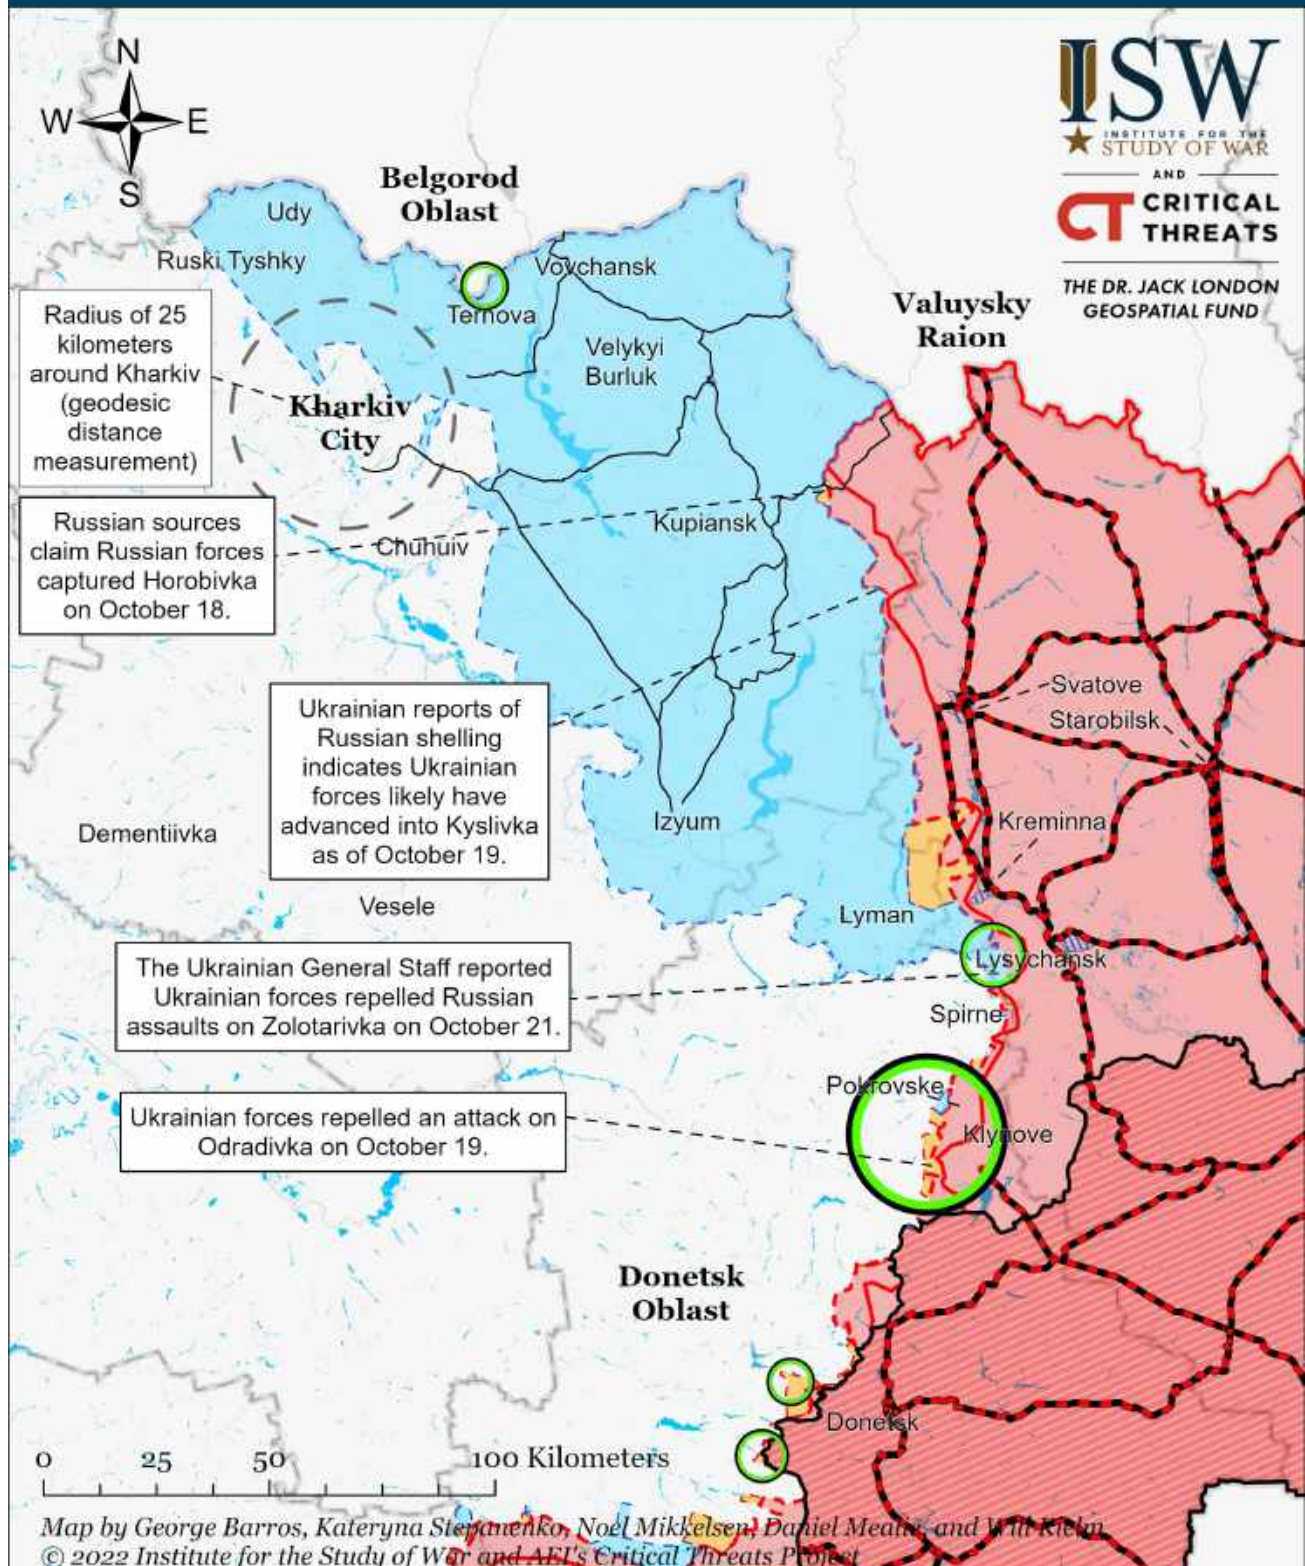 N
W E
S
ISW
INSTITUTE FOR THE
STUDY OF WAR
AND
CT CRITICAL
THREATS
THE DR. JACK LONDON
GEOSPATIAL FUND
Belgorod
Oblast
Udy
Ruski Tyshky
Vovchansk
Ternova
Valuysky
Raion
Radius of 25
kilometers
around Kharkiv
(geodesic
distance
measurement)
Velykyi
Burluk
Kharkiv
City
Russian sources
claim Russian forces
captured Horobivka
on October 18.
Kupiansk
Chuhuiv
Svatove
Starobilsk
Ukrainian reports of
Russian shelling
indicates Ukrainian
forces likely have
advanced into Kyslivka
as of October 19.
Izyum
Kreminna
Dementiivka
Vesele
Lyman
The Ukrainian General Staff reported
Ukrainian forces repelled Russian
assaults on Zolotarivka on October 21.
Lysychansk
Spirne
Pokrovske
Ukrainian forces repelled an attack on
Odradivka on October 19.
Klynove
Donetsk
Oblast
Donetsk
0 25 50 100 Kilometers
Map by George Barros, Kateryna Stepanenko, Noel Mikkelsen, Daniel Mealie, and Will Kielm
© 2022 Institute for the Study of War and AEI's Critical Threats Project